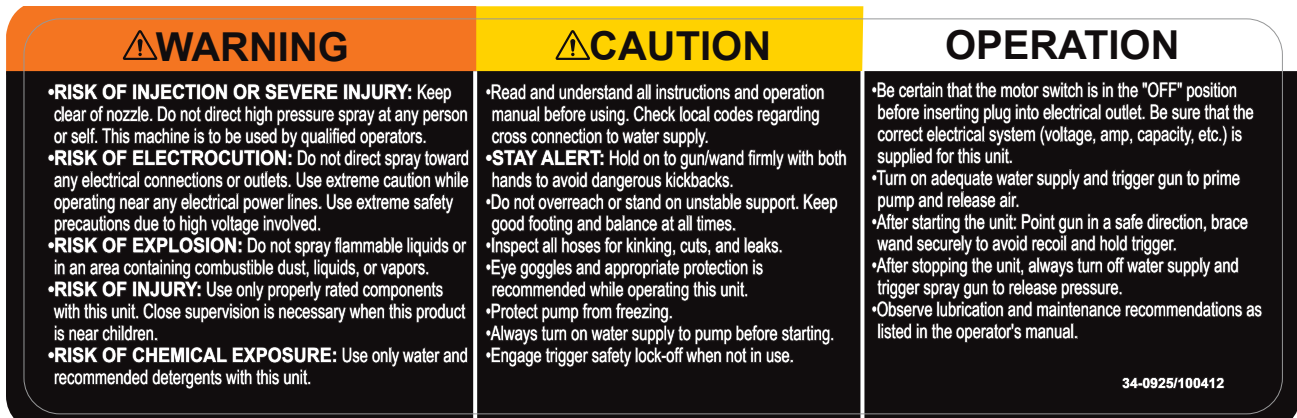 ⚠WARNING
•RISK OF INJECTION OR SEVERE INJURY: Keep
clear of nozzle. Do not direct high pressure spray at any person
or self. This machine is to be used by qualified operators.
•RISK OF ELECTROCUTION: Do not direct spray toward
any electrical connections or outlets. Use extreme caution while
operating near any electrical power lines. Use extreme safety
precautions due to high voltage involved.
•RISK OF EXPLOSION: Do not spray flammable liquids or
in an area containing combustible dust, liquids, or vapors.
•RISK OF INJURY: Use only properly rated components
with this unit. Close supervision is necessary when this product
is near children.
•RISK OF CHEMICAL EXPOSURE: Use only water and
recommended detergents with this unit.
⚠CAUTION
•Read and understand all instructions and operation
manual before using. Check local codes regarding
cross connection to water supply.
•STAY ALERT: Hold on to gun/wand firmly with both
hands to avoid dangerous kickbacks.
•Do not overreach or stand on unstable support. Keep
good footing and balance at all times.
•Inspect all hoses for kinking, cuts, and leaks.
•Eye goggles and appropriate protection is
recommended while operating this unit.
•Protect pump from freezing.
•Always turn on water supply to pump before starting.
•Engage trigger safety lock-off when not in use.
OPERATION
•Be certain that the motor switch is in the "OFF" position
before inserting plug into electrical outlet. Be sure that the
correct electrical system (voltage, amp, capacity, etc.) is
supplied for this unit.
•Turn on adequate water supply and trigger gun to prime
pump and release air.
•After starting the unit: Point gun in a safe direction, brace
wand securely to avoid recoil and hold trigger.
•After stopping the unit, always turn off water supply and
trigger spray gun to release pressure.
•Observe lubrication and maintenance recommendations as
listed in the operator's manual.
34-0925/100412